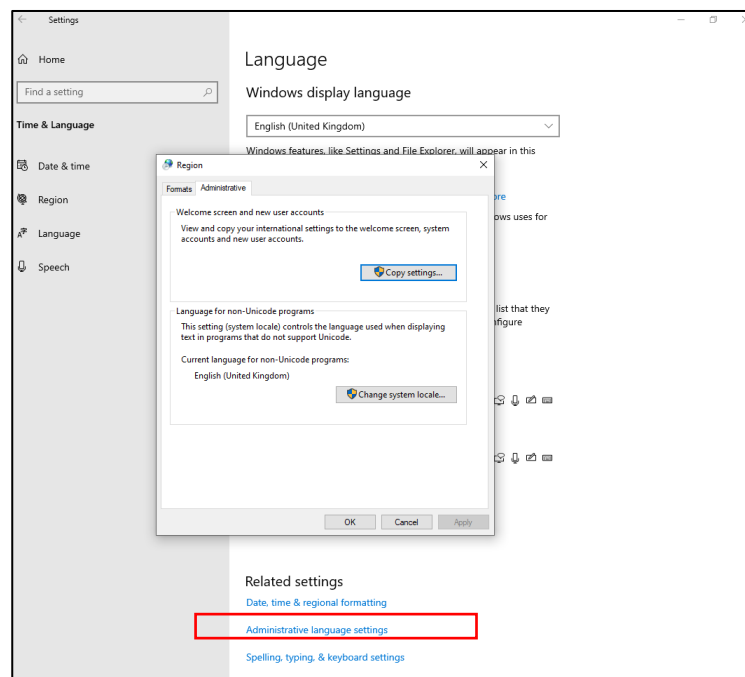 Settings
Home
Find a setting
Time & Language
Date & time
Region
Language
Speech
Language
Windows display language
English (United Kingdom)
Windows features, like Settings and File Explorer, will appear in this
ows uses for
list that they
Region
Formats
Administrative
Welcome screen and new user accounts
View and copy your international settings to the welcome screen, system
accounts and new user accounts.
Copy settings...
Language for non-Unicode programs
This setting (system locale) controls the language used when displaying
text in programs that do not support Unicode.
Current language for non-Unicode programs:
English (United Kingdom)
Change system locale...
OK
Cancel
Apply
Related settings
Date, time & regional formatting
Administrative language settings
Spelling, typing, & keyboard settings